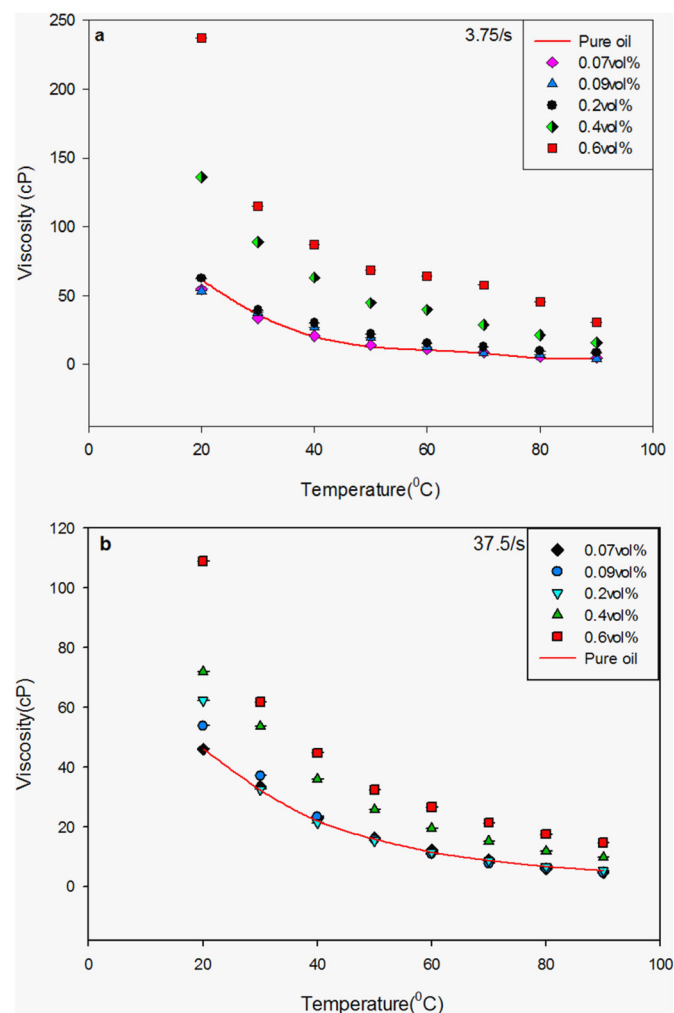 a
3.75/s
Pure oil
0.07vol%
0.09vol%
0.2vol%
0.4vol%
0.6vol%
250
200
150
100
50
0
Viscosity (cP)
0 20 40 60 80 100
Temperature(⁰C)
b
37.5/s
0.07vol%
0.09vol%
0.2vol%
0.4vol%
0.6vol%
Pure oil
120
100
80
60
40
20
0
Viscosity(cP)
0 20 40 60 80 100
Temperature(⁰C)